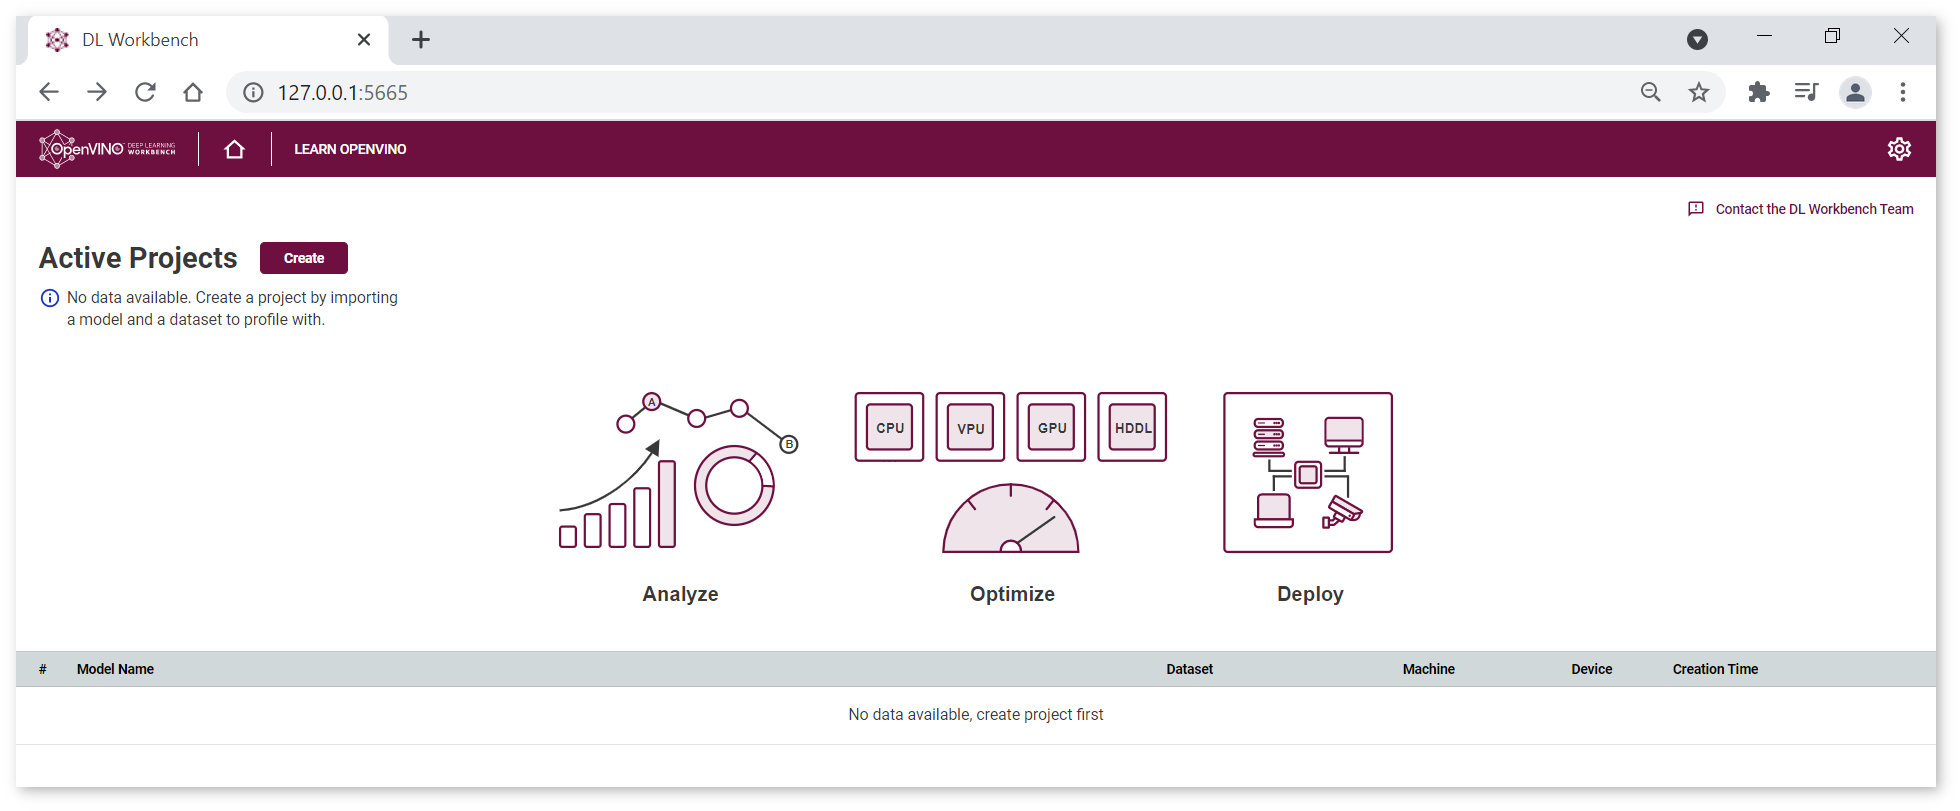 DL Workbench
127.0.0.1:5665
OpenVINO DEEP LEARNING WORKBENCH
LEARN OPENVINO
Contact the DL Workbench Team
Active Projects Create
No data available. Create a project by importing
a model and a dataset to profile with.
A
B
CPU VPU GPU HDDL
Analyze Optimize Deploy
# Model Name Dataset Machine Device Creation Time
No data available, create project first